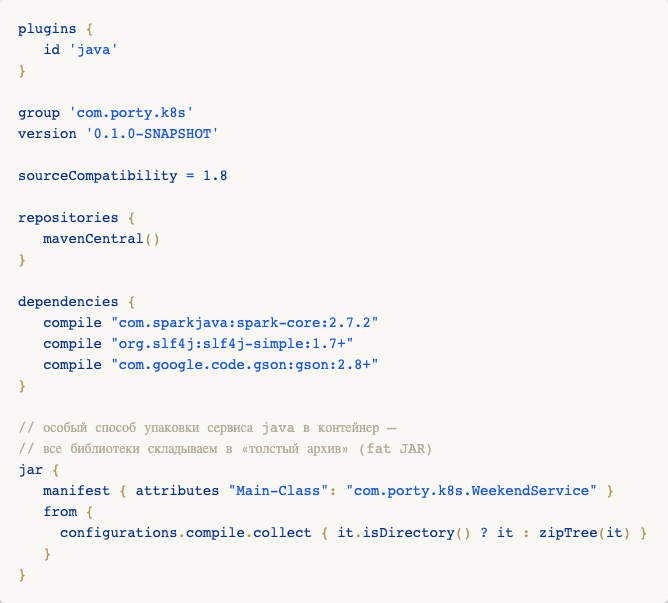 plugins {
   id 'java'
}

group 'com.porty.k8s'
version '0.1.0-SNAPSHOT'

sourceCompatibility = 1.8

repositories {
   mavenCentral()
}

dependencies {
   compile "com.sparkjava:spark-core:2.7.2"
   compile "org.slf4j:slf4j-simple:1.7+"
   compile "com.google.code.gson:gson:2.8+"
}

// особый способ упаковки сервиса java в контейнер —
// все библиотеки складываем в «толстый архив» (fat JAR)
jar {
   manifest { attributes "Main-Class": "com.porty.k8s.WeekendService" }
   from {
     configurations.compile.collect { it.isDirectory() ? it : zipTree(it) }
   }
}